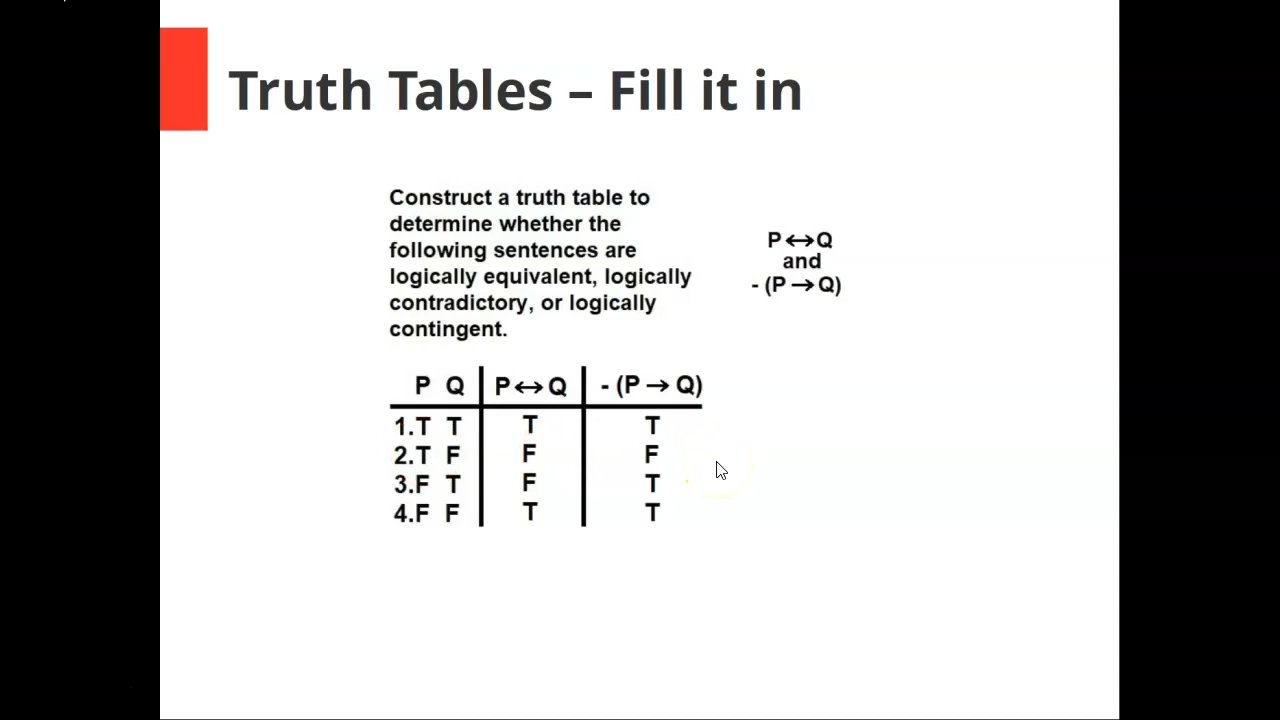 Truth Tables – Fill it in
Construct a truth table to
determine whether the
following sentences are
logically equivalent, logically
contradictory, or logically
contingent.
P ↔ Q
and
- (P → Q)
P Q P ↔ Q - (P → Q)
1.T T T T
2.T F F F
3.F T F T
4.F F T T